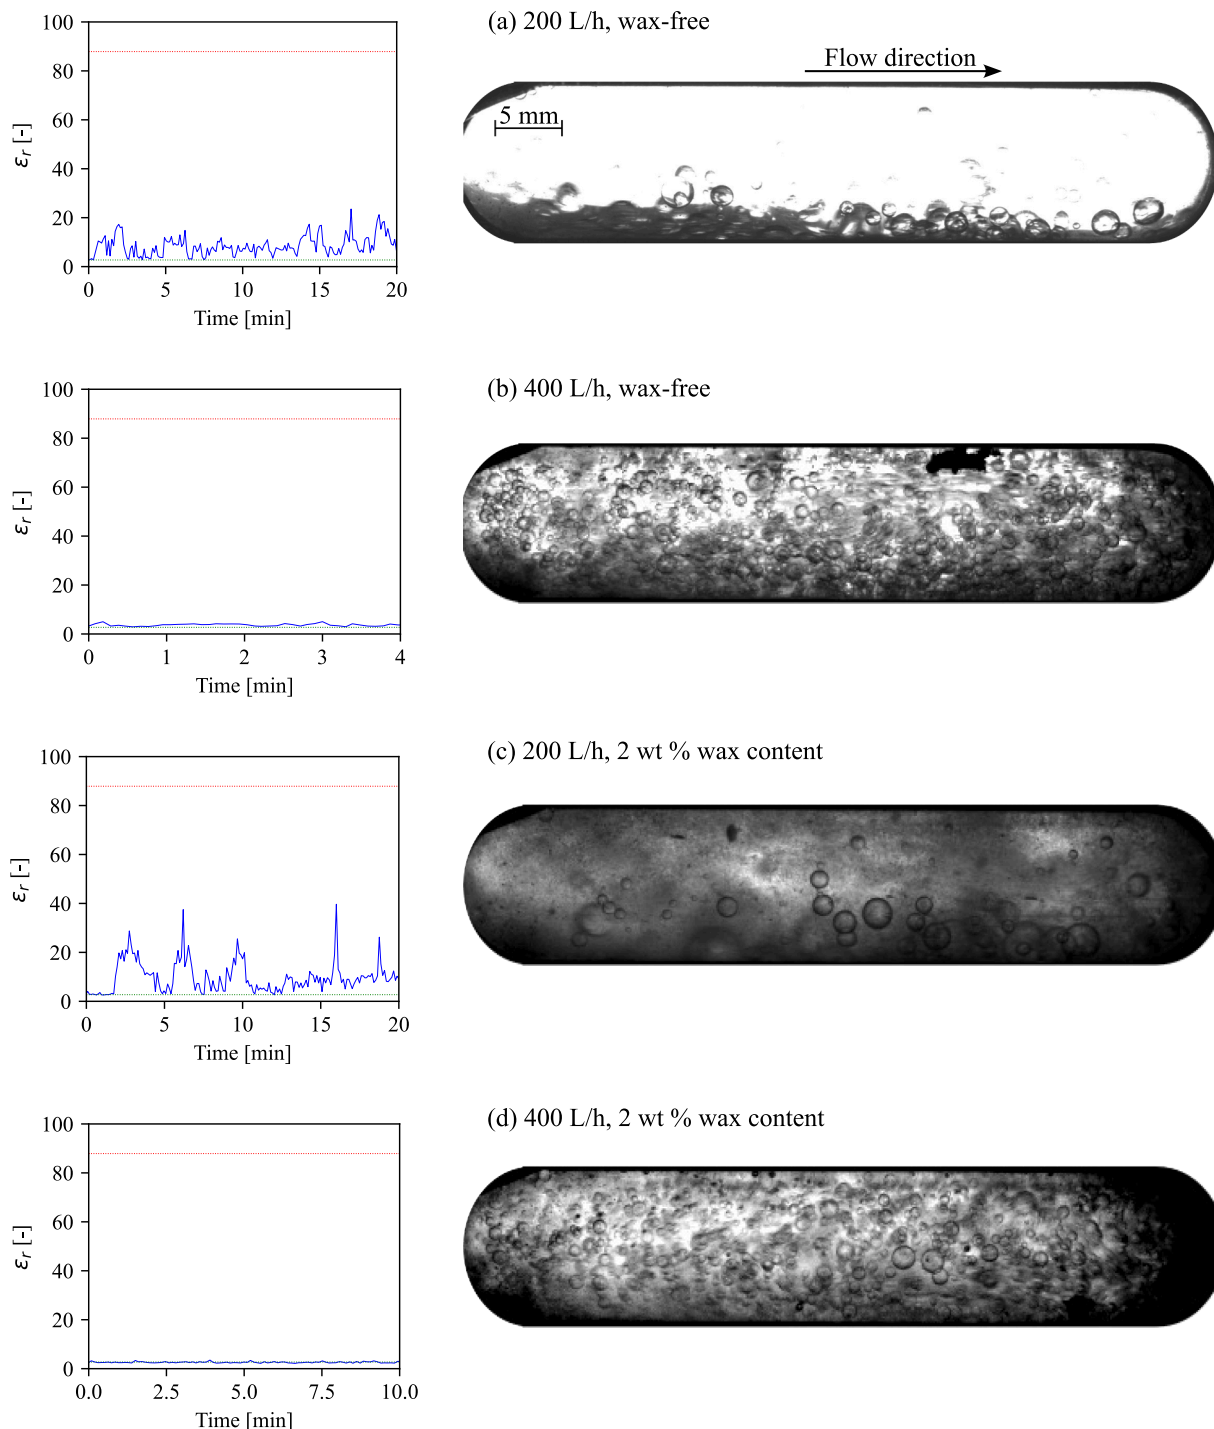 (a) 200 L/h, wax-free
Flow direction
5 mm
100
80
60
40
20
0
εr [-]
0 5 10 15 20
Time [min]
(b) 400 L/h, wax-free
100
80
60
40
20
0
εr [-]
0 1 2 3 4
Time [min]
(c) 200 L/h, 2 wt % wax content
100
80
60
40
20
0
εr [-]
0 5 10 15 20
Time [min]
(d) 400 L/h, 2 wt % wax content
100
80
60
40
20
0
εr [-]
0.0 2.5 5.0 7.5 10.0
Time [min]